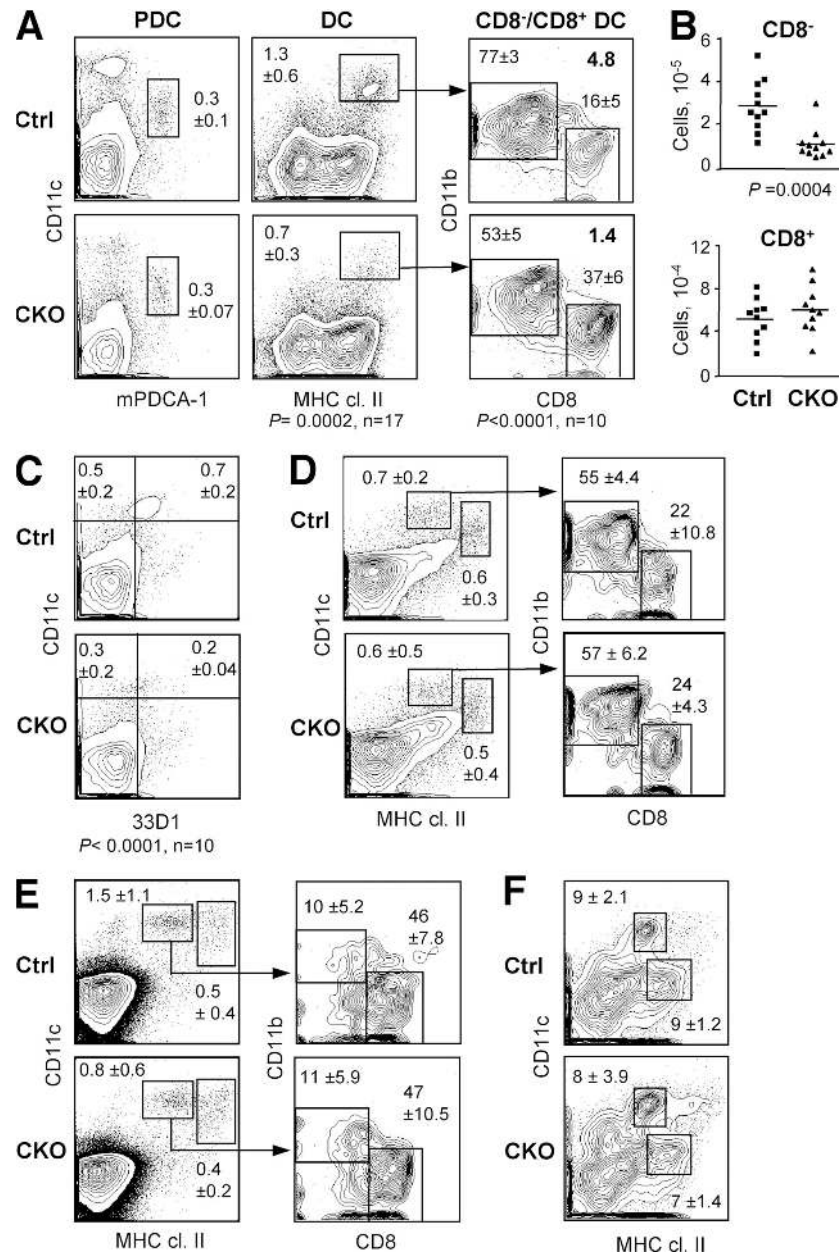 A
PDC
DC
CD8⁻/CD8⁺ DC
Ctrl
CD11c
0.3
±0.1
1.3
±0.6
CD11b
77±3
4.8
16±5
CKO
0.3
±0.07
0.7
±0.3
53±5
1.4
37±6
mPDCA-1
MHC cl. II
CD8
P= 0.0002, n=17
P<0.0001, n=10
B
CD8⁻
Cells, 10⁻⁵
6
4
2
0
P =0.0004
CD8⁺
Cells, 10⁻⁴
12
8
4
0
Ctrl CKO
C
Ctrl
CD11c
0.5
±0.2
0.7
±0.2
CKO
0.3
±0.2
0.2
±0.04
33D1
P< 0.0001, n=10
D
Ctrl
CD11c
0.7 ±0.2
0.6
±0.3
CD11b
55 ±4.4
22
±10.8
CKO
0.6 ±0.5
0.5
±0.4
57 ± 6.2
24
±4.3
MHC cl. II
CD8
E
Ctrl
CD11c
1.5 ±1.1
0.5
± 0.4
CD11b
10 ±5.2
46
±7.8
CKO
0.8 ±0.6
0.4
±0.2
11 ±5.9
47
±10.5
MHC cl. II
CD8
F
Ctrl
CD11c
9 ± 2.1
9 ±1.2
CKO
8 ± 3.9
7 ±1.4
MHC cl. II